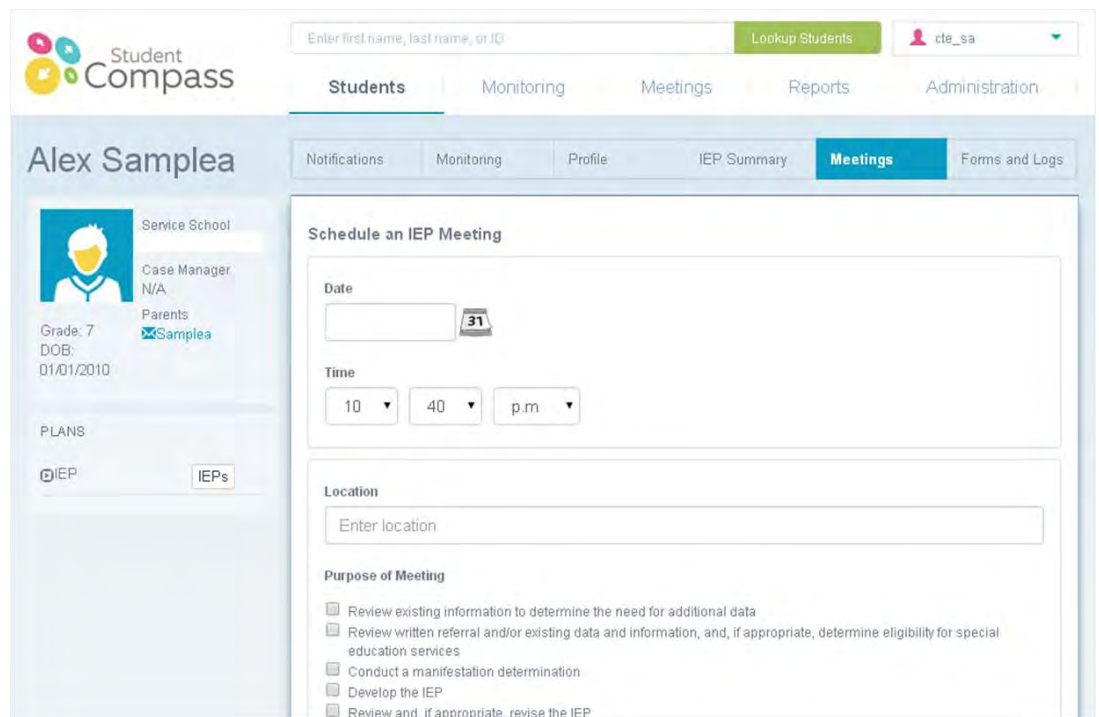 Student
Compass
Enter first name, last name, or ID
Lookup Students
cte_sa
Students Monitoring Meetings Reports Administration
Alex Samplea
Notifications Monitoring Profile IEP Summary Meetings Forms and Logs
Service School
Case Manager
N/A
Parents
Samplea
Grade: 7
DOB:
01/01/2010
PLANS
IEP IEPs
Schedule an IEP Meeting
Date
31
Time
10 40 p.m
Location
Enter location
Purpose of Meeting
Review existing information to determine the need for additional data
Review written referral and/or existing data and information, and, if appropriate, determine eligibility for special
education services
Conduct a manifestation determination
Develop the IEP
Review and, if appropriate, revise the IEP